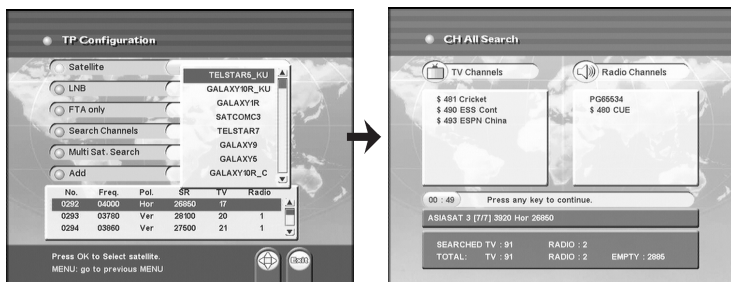 TP Configuration
Satellite
LNB
FTA only
Search Channels
Multi Sat. Search
Add
TELSTAR6_KU
GALAXY10R_KU
GALAXY1R
SATCOMC3
TELSTAR7
GALAXY9
GALAXY5
GALAXY10R_C
No. Freq. Pol. SR TV Radio
0292 04000 Hor 26850 17
0293 03780 Ver 28100 20 1
0294 03860 Ver 27500 21 1
Press OK to Select satellite.
MENU: go to previous MENU
Exit
CH All Search
TV Channels
Radio Channels
$ 481 Cricket
$ 490 ESS Cont
$ 493 ESPN China
PG65534
$ 480 CUE
00 : 49 Press any key to continue.
ASIASAT 3 [7/7] 3920 Hor 26850
SEARCHED TV : 91 RADIO : 2
TOTAL: TV : 91 RADIO : 2 EMPTY : 2885